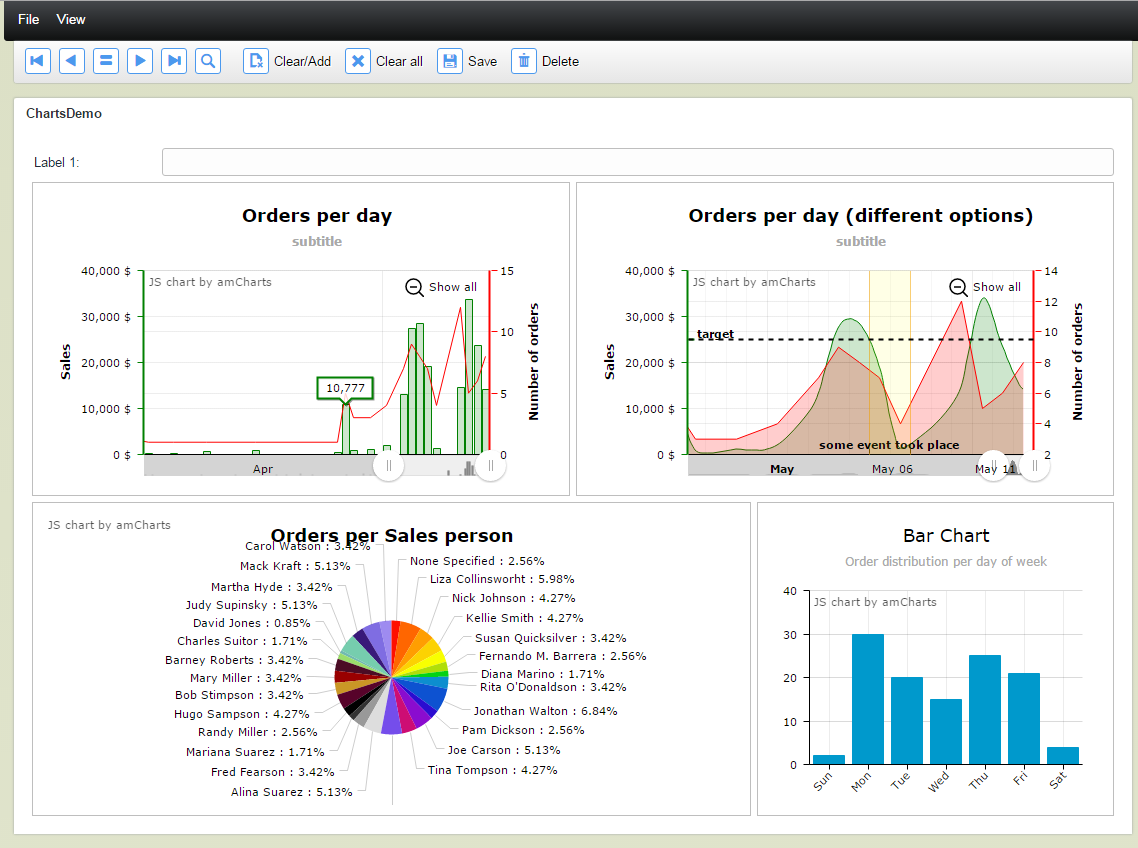 File View
Clear/Add Clear all Save Delete
ChartsDemo
Label 1:
Orders per day
subtitle
JS chart by amCharts
Show all
40,000 $
30,000 $
20,000 $
10,000 $
0 $
Sales
15
10
5
0
Number of orders
10,777
Apr
Orders per day (different options)
subtitle
JS chart by amCharts
Show all
40,000 $
30,000 $
20,000 $
10,000 $
0 $
Sales
14
12
10
8
6
4
2
Number of orders
target
some event took place
May May 06 May 11
JS chart by amCharts
Orders per Sales person
Carol Watson : 3.42%
Mack Kraft : 5.13%
Martha Hyde : 3.42%
Judy Supinsky : 5.13%
David Jones : 0.85%
Charles Suitor : 1.71%
Barney Roberts : 3.42%
Mary Miller : 3.42%
Bob Stimpson : 3.42%
Hugo Sampson : 4.27%
Randy Miller : 2.56%
Mariana Suarez : 1.71%
Fred Fearson : 3.42%
Alina Suarez : 5.13%
None Specified : 2.56%
Liza Collinsworht : 5.98%
Nick Johnson : 4.27%
Kellie Smith : 4.27%
Susan Quicksilver : 3.42%
Fernando M. Barrera : 2.56%
Diana Marino : 1.71%
Rita O'Donaldson : 3.42%
Jonathan Walton : 6.84%
Pam Dickson : 2.56%
Joe Carson : 5.13%
Tina Tompson : 4.27%
Bar Chart
Order distribution per day of week
JS chart by amCharts
40
30
20
10
0
Sun Mon Tue Wed Thu Fri Sat